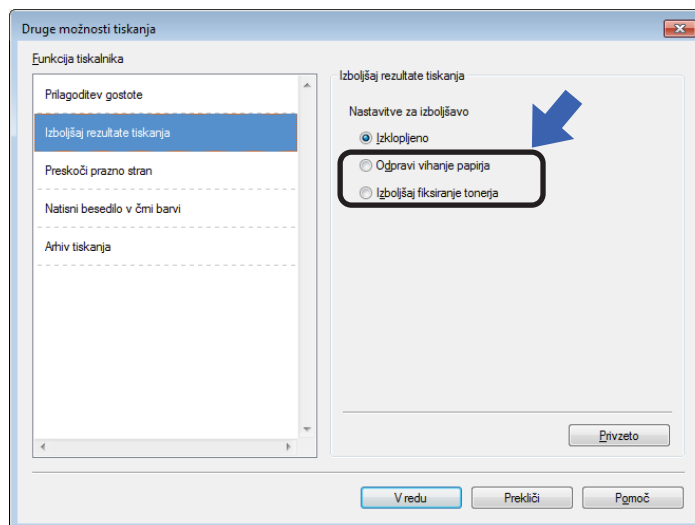 Druge možnosti tiskanja
Funkcija tiskalnika
Prilagoditev gostote
Izboljšaj rezultate tiskanja
Preskoči prazno stran
Natisni besedilo v črni barvi
Arhiv tiskanja
Izboljšaj rezultate tiskanja
Nastavitve za izboljšavo
Izklopljeno
Odpravi vihanje papirja
Izboljšaj fiksiranje tonerja
Privzeto
V redu
Prekliči
Pomoč